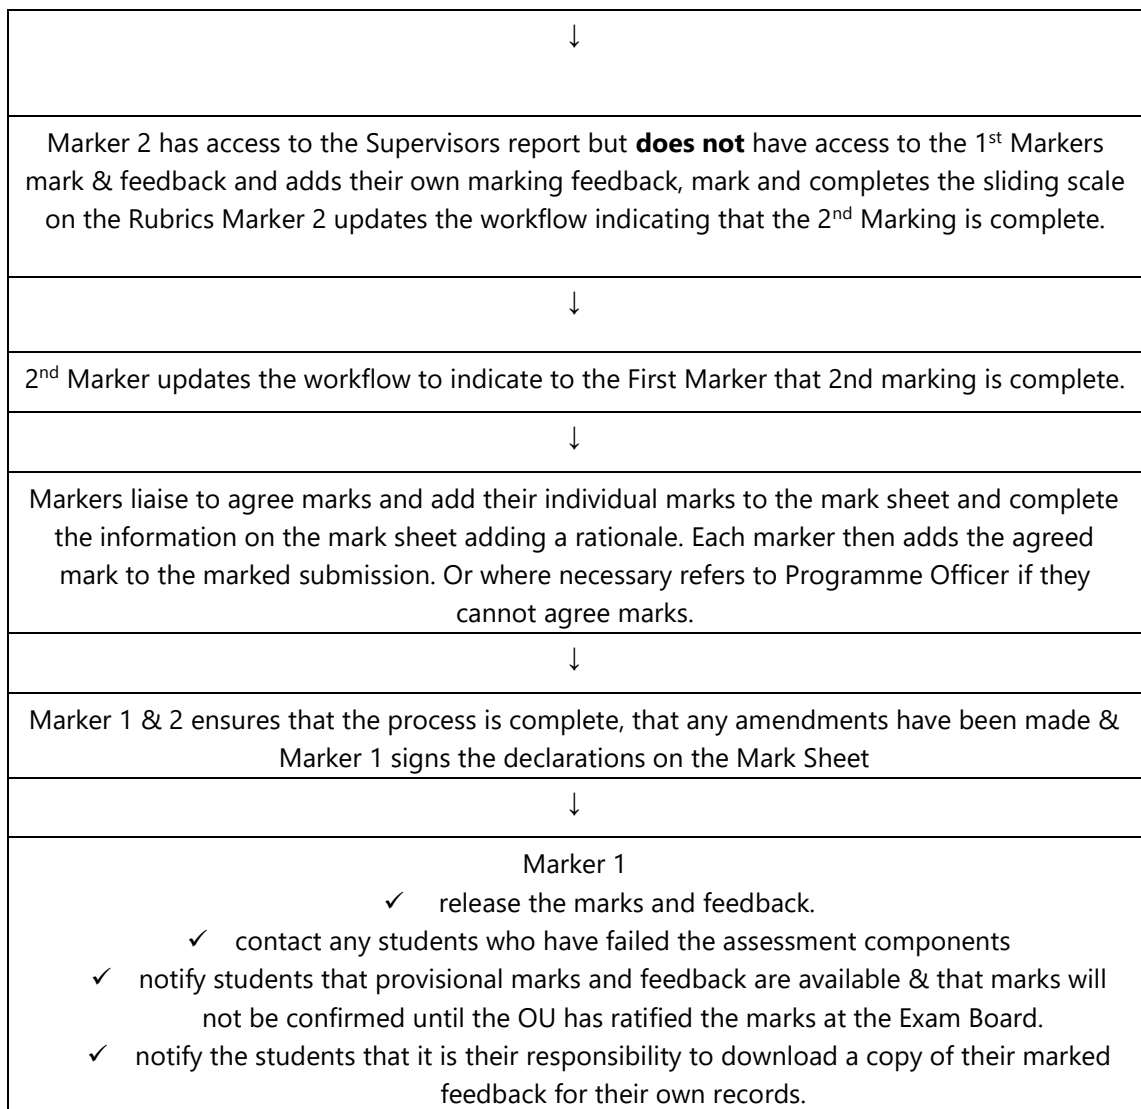 ↓
Marker 2 has access to the Supervisors report but does not have access to the 1st Markers
mark & feedback and adds their own marking feedback, mark and completes the sliding scale
on the Rubrics Marker 2 updates the workflow indicating that the 2nd Marking is complete.
↓
2nd Marker updates the workflow to indicate to the First Marker that 2nd marking is complete.
↓
Markers liaise to agree marks and add their individual marks to the mark sheet and complete
the information on the mark sheet adding a rationale. Each marker then adds the agreed
mark to the marked submission. Or where necessary refers to Programme Officer if they
cannot agree marks.
↓
Marker 1 & 2 ensures that the process is complete, that any amendments have been made &
Marker 1 signs the declarations on the Mark Sheet
↓
Marker 1
✓ release the marks and feedback.
✓ contact any students who have failed the assessment components
✓ notify students that provisional marks and feedback are available & that marks will
not be confirmed until the OU has ratified the marks at the Exam Board.
✓ notify the students that it is their responsibility to download a copy of their marked
feedback for their own records.